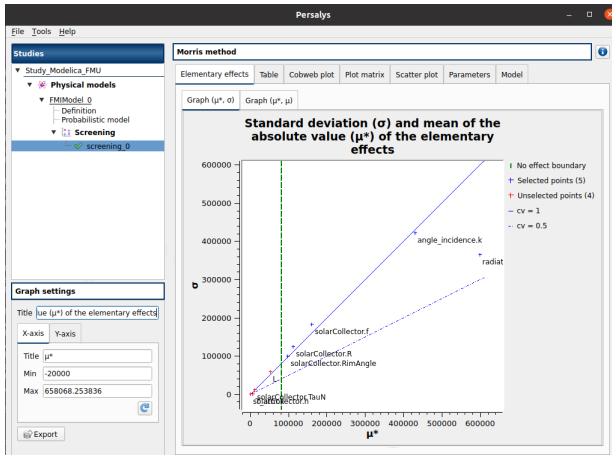 Persalys
File Tools Help
Studies
Study_Modelica_FMU
Physical models
FMIModel_0
Definition
Probabilistic model
Screening
screening_0
Graph settings
Title ue (μ*) of the elementary effects
X-axis Y-axis
Title μ*
Min -20000
Max 658068.253836
Export
Morris method
Elementary effects Table Cobweb plot Plot matrix Scatter plot Parameters Model
Graph (μ*, σ) Graph (μ*, μ)
Standard deviation (σ) and mean of the
absolute value (μ*) of the elementary
effects
600000
500000
400000
300000
200000
100000
0
σ
angle_incidence.k
radiat
solarCollector.f
solarCollector.R
solarCollector.RimAngle
L
solarCollector.TauN
0 100000 200000 300000 400000 500000 600000
μ*
No effect boundary
Selected points (5)
Unselected points (4)
cv = 1
cv = 0.5